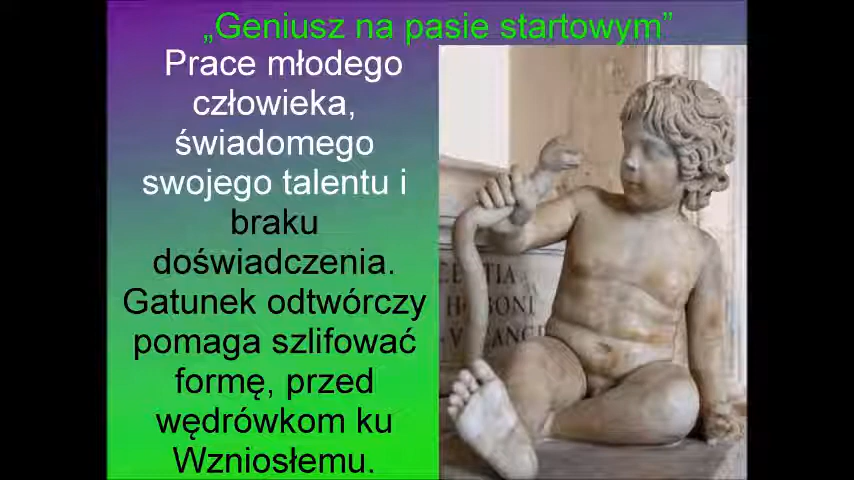 „Geniusz na pasie startowym”
Prace młodego
człowieka,
świadomego
swojego talentu i
braku
doświadczenia.
Gatunek odtwórczy
pomaga szlifować
formę, przed
wędrówkom ku
Wzniosłemu.